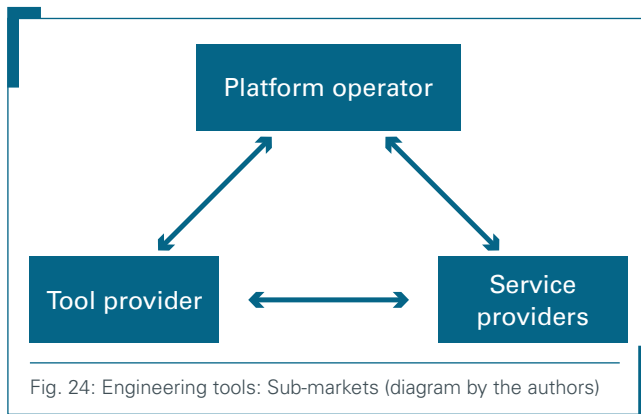 Platform operator
Tool provider
Service
providers
Fig. 24: Engineering tools: Sub-markets (diagram by the authors)